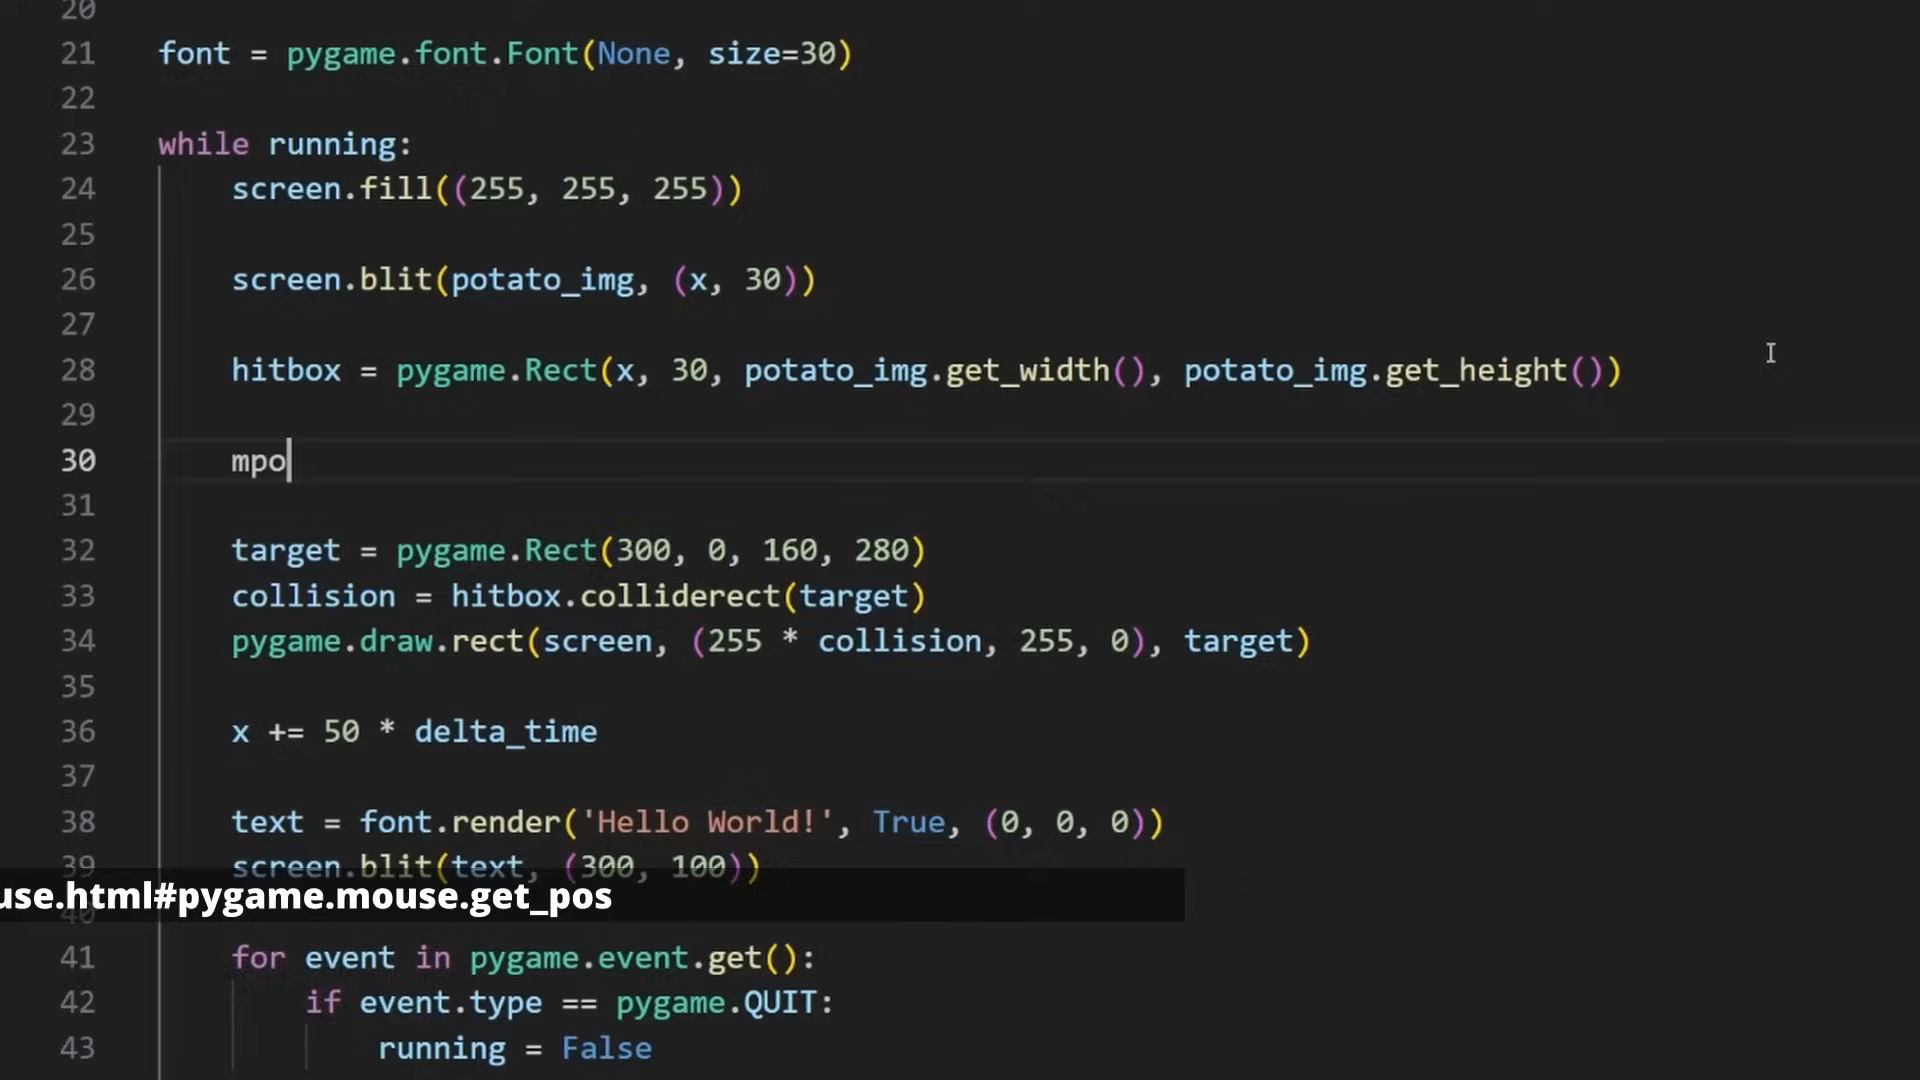 20
21 font = pygame.font.Font(None, size=30)
22
23 while running:
24 screen.fill((255, 255, 255))
25
26 screen.blit(potato_img, (x, 30))
27
28 hitbox = pygame.Rect(x, 30, potato_img.get_width(), potato_img.get_height())
29
30 mpo
31
32 target = pygame.Rect(300, 0, 160, 280)
33 collision = hitbox.colliderect(target)
34 pygame.draw.rect(screen, (255 * collision, 255, 0), target)
35
36 x += 50 * delta_time
37
38 text = font.render('Hello World!', True, (0, 0, 0))
39 screen.blit(text, (300, 100))
use.html#pygame.mouse.get_pos
40
41 for event in pygame.event.get():
42 if event.type == pygame.QUIT:
43 running = False